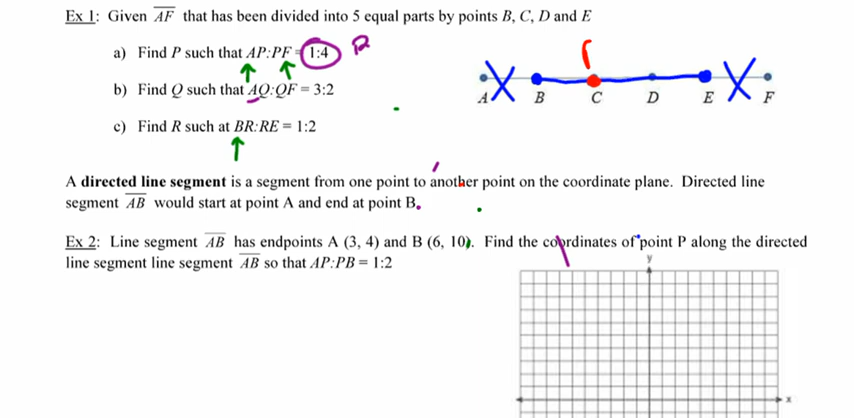 Ex 1: Given AF that has been divided into 5 equal parts by points B, C, D and E
a) Find P such that AP:PF = 1:4 R
b) Find Q such that AQ:QF = 3:2
c) Find R such at BR:RE = 1:2
A B C D E F
A directed line segment is a segment from one point to another point on the coordinate plane. Directed line
segment AB would start at point A and end at point B.
Ex 2: Line segment AB has endpoints A (3, 4) and B (6, 10). Find the coordinates of point P along the directed
line segment line segment AB so that AP:PB = 1:2
y
x